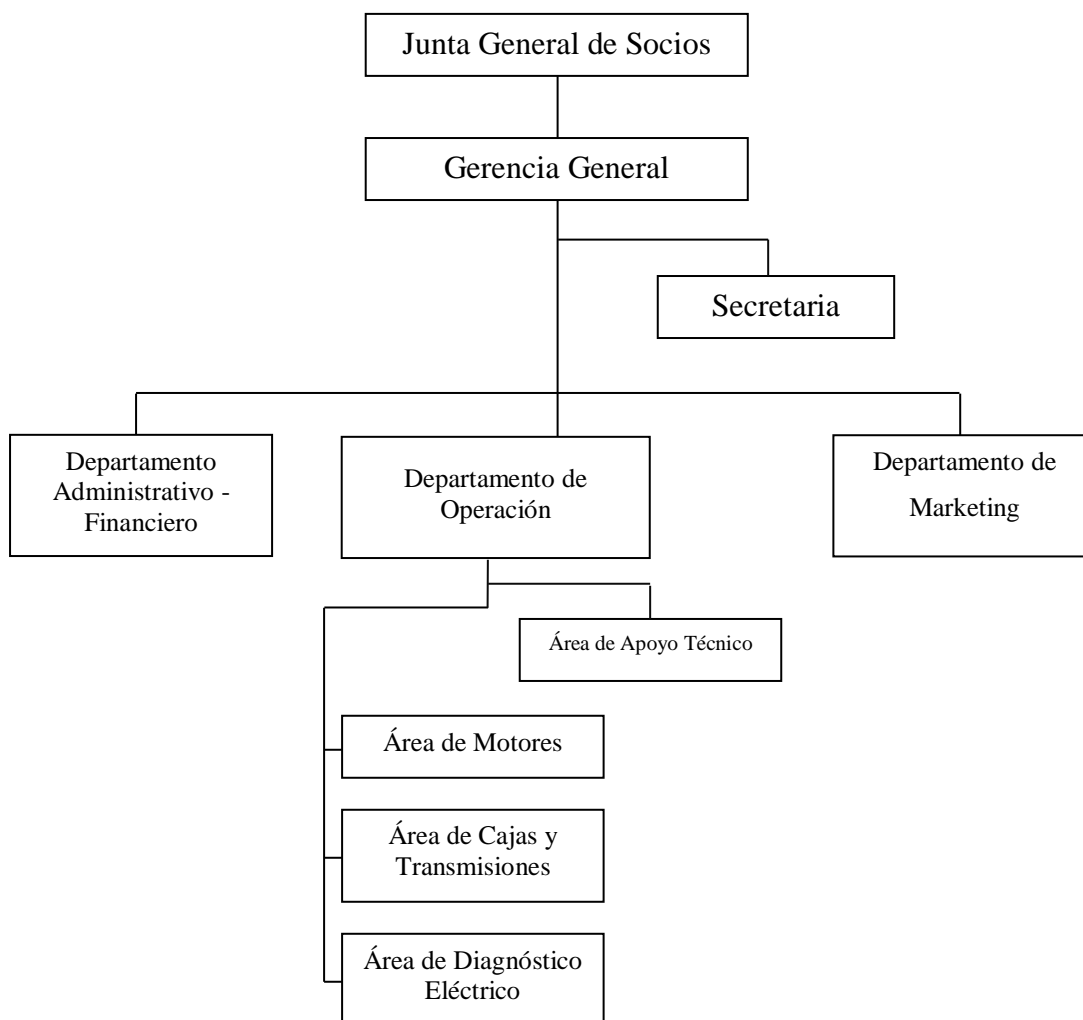 Junta General de Socios
Gerencia General
Secretaria
Departamento
Administrativo -
Financiero
Departamento de
Operación
Departamento de
Marketing
Área de Apoyo Técnico
Área de Motores
Área de Cajas y
Transmisiones
Área de Diagnóstico
Eléctrico